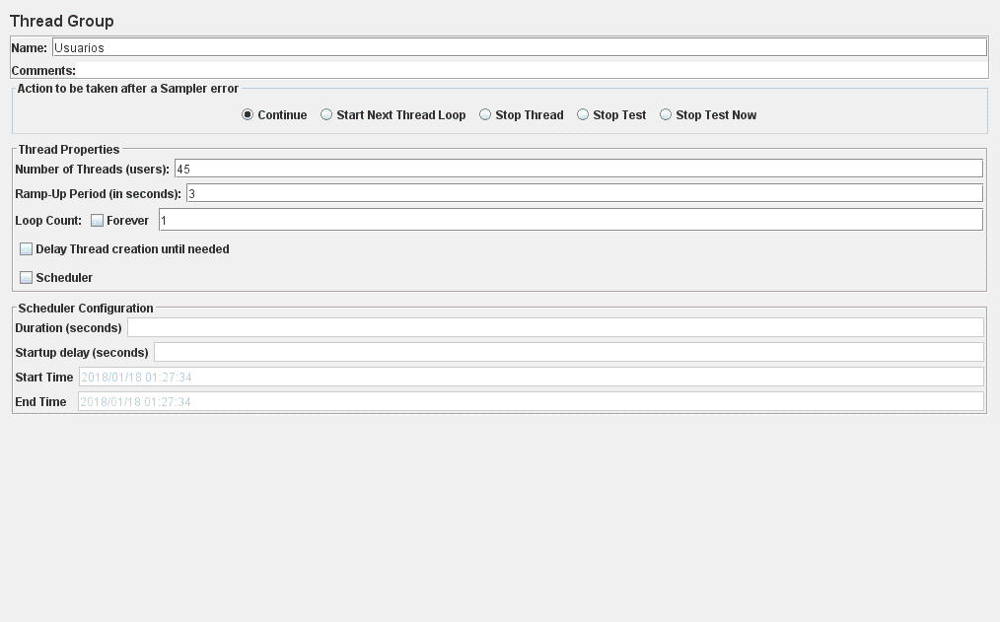 Thread Group
Name: Usuarios
Comments:
Action to be taken after a Sampler error
Continue Start Next Thread Loop Stop Thread Stop Test Stop Test Now
Thread Properties
Number of Threads (users): 45
Ramp-Up Period (in seconds): 3
Loop Count: Forever 1
Delay Thread creation until needed
Scheduler
Scheduler Configuration
Duration (seconds)
Startup delay (seconds)
Start Time 2018/01/18 01:27:34
End Time 2018/01/18 01:27:34